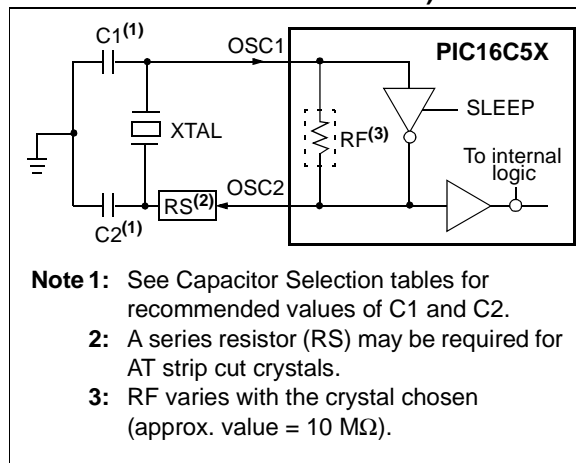 C1(1)
OSC1
PIC16C5X
SLEEP
XTAL
RF(3)
To internal
logic
OSC2
RS(2)
C2(1)
Note 1: See Capacitor Selection tables for
recommended values of C1 and C2.
2: A series resistor (RS) may be required for
AT strip cut crystals.
3: RF varies with the crystal chosen
(approx. value = 10 MΩ).